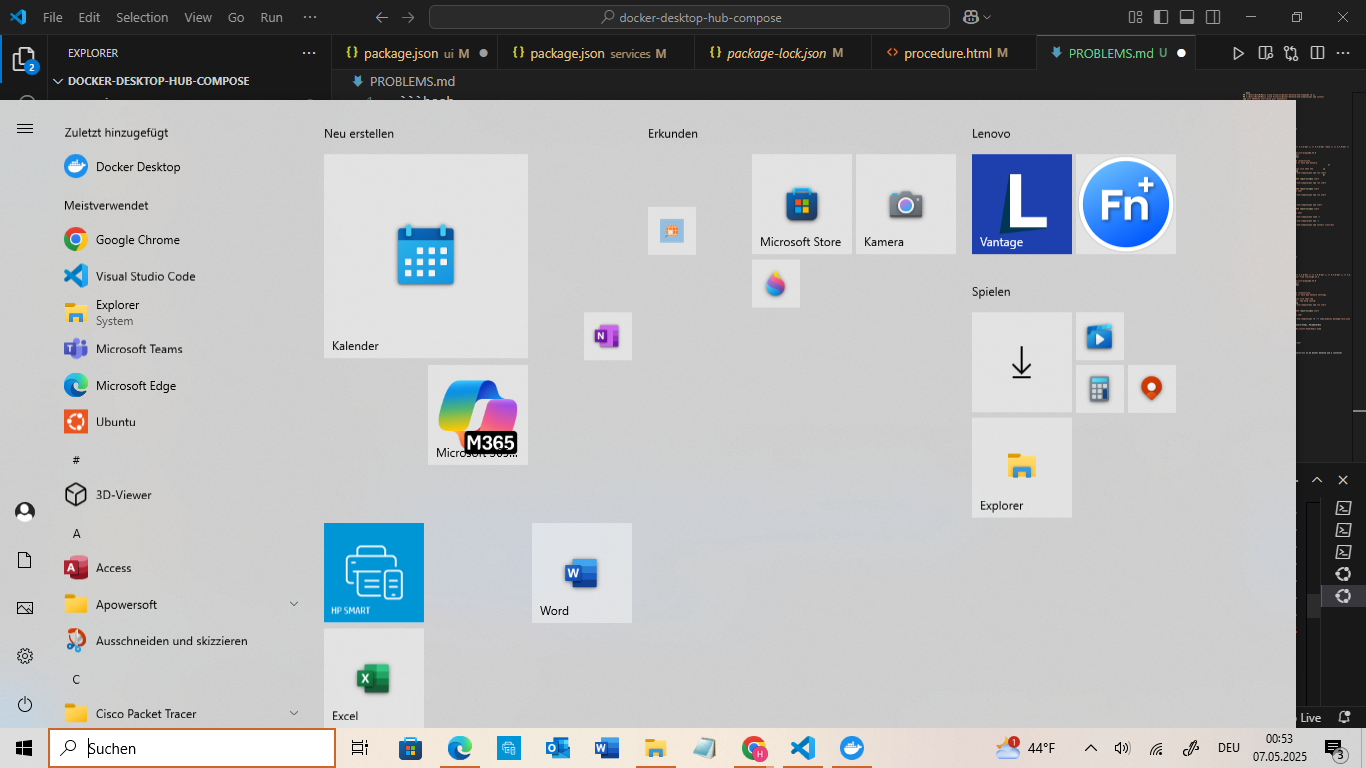 File Edit Selection View Go Run ···
docker-desktop-hub-compose
EXPLORER
package.json ui M
package.json services M
package-lock.json M
procedure.html M
PROBLEMS.md U
DOCKER-DESKTOP-HUB-COMPOSE
PROBLEMS.md
2
Zuletzt hinzugefügt
Docker Desktop
Meistverwendet
Google Chrome
Visual Studio Code
Explorer
System
Microsoft Teams
Microsoft Edge
Ubuntu
#
3D-Viewer
A
Access
Apowersoft
Ausschneiden und skizzieren
C
Cisco Packet Tracer
Neu erstellen
Kalender
N
M365
Microsoft 365...
HP SMART
W
Word
X
Excel
Erkunden
Microsoft Store
Kamera
Lenovo
L
Vantage
Fn+
Spielen
Explorer
Live
Suchen
1
44°F
DEU
00:53
07.05.2025
3